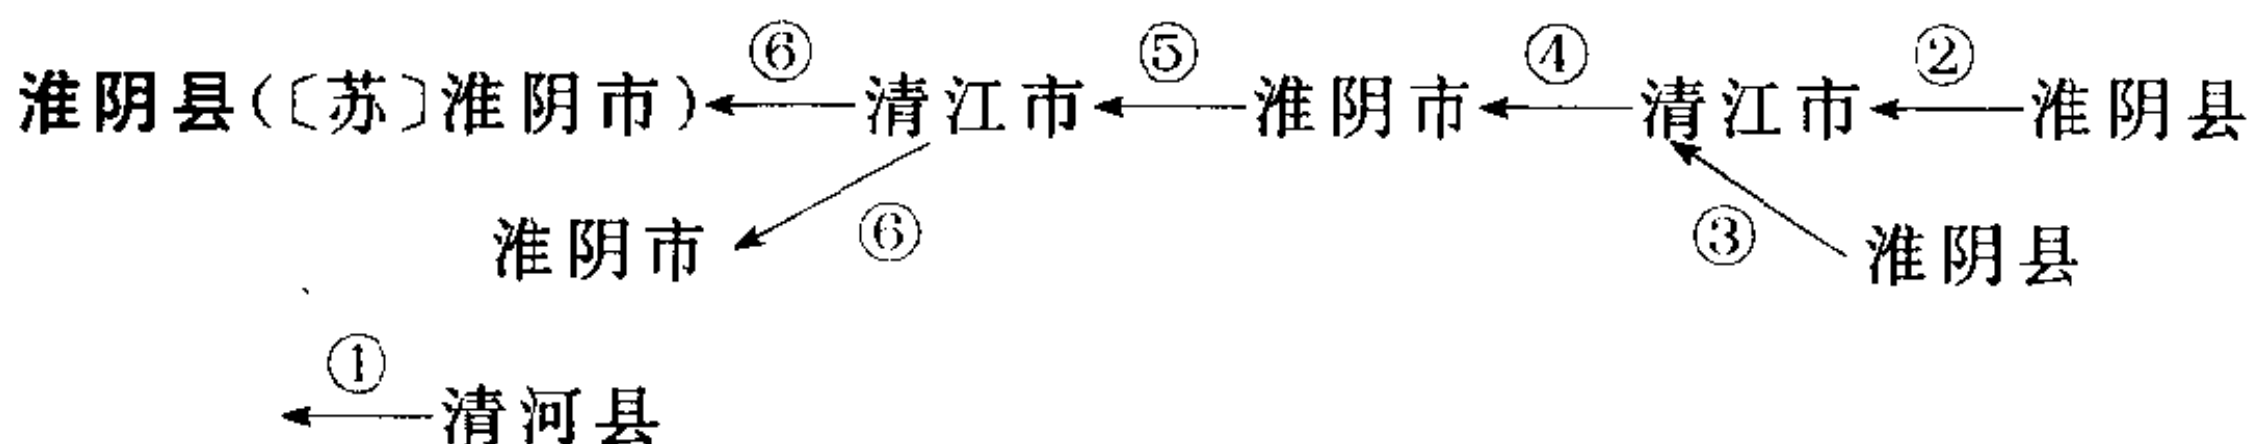 ⑥ ⑤ ④ ②
淮阴县(〔苏〕淮阴市)←清江市←淮阴市←清江市←淮阴县
淮阴市 ⑥ ③ 淮阴县
①
←清河县